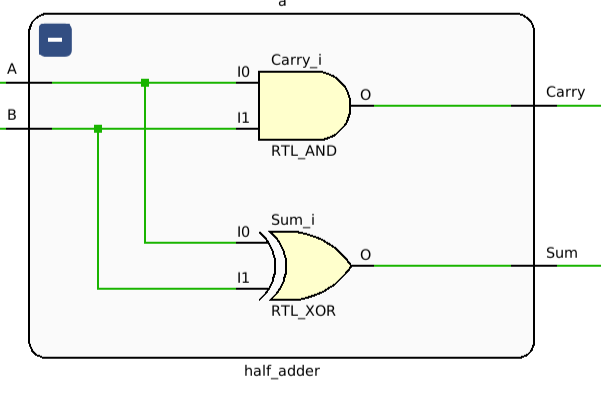 a
A
B
Carry_i
I0
I1
O
RTL_AND
Carry
Sum_i
I0
I1
O
RTL_XOR
Sum
half_adder